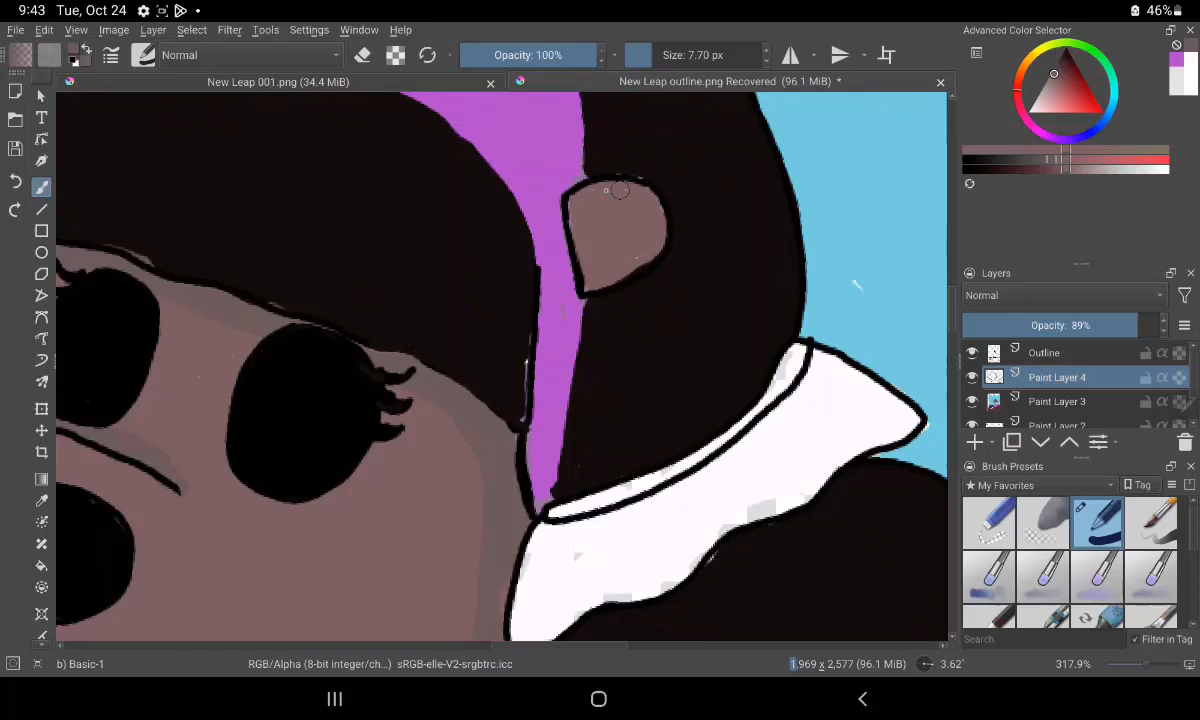 9:43 Tue, Oct 24 46%
File Edit View Image Layer Select Filter Tools Settings Window Help
Advanced Color Selector
Normal Opacity: 100% Size: 7.70 px
New Leap 001.png (34.4 MiB) New Leap outline.png Recovered (96.1 MiB) *
Layers
Normal
Opacity: 89%
Outline
Paint Layer 4
Paint Layer 3
Paint Layer 2
Brush Presets
My Favorites Tag
Search Filter in Tag
b) Basic-1 RGB/Alpha (8-bit integer/ch...) sRGB-elle-V2-srgbtrc.icc 1,969 x 2,577 (96.1 MiB) 3.62° 317.9%